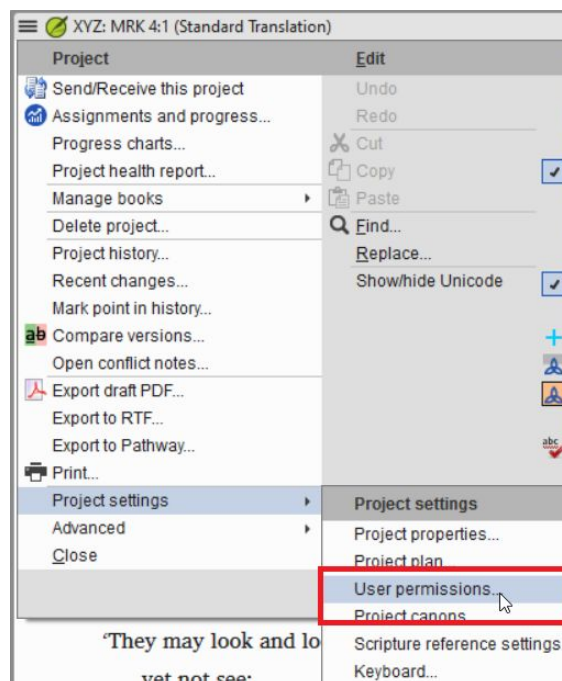 XYZ: MRK 4:1 (Standard Translation)
Project
Send/Receive this project
Assignments and progress...
Progress charts...
Project health report...
Manage books
Delete project...
Project history...
Recent changes...
Mark point in history...
Compare versions...
Open conflict notes...
Export draft PDF...
Export to RTF...
Export to Pathway...
Print...
Project settings
Advanced
Close
Edit
Undo
Redo
Cut
Copy
Paste
Find...
Replace...
Show/hide Unicode
abc
Project settings
Project properties...
Project plan...
User permissions...
Project canons
Scripture reference settings
Keyboard...
‘They may look and lo
yet not see;